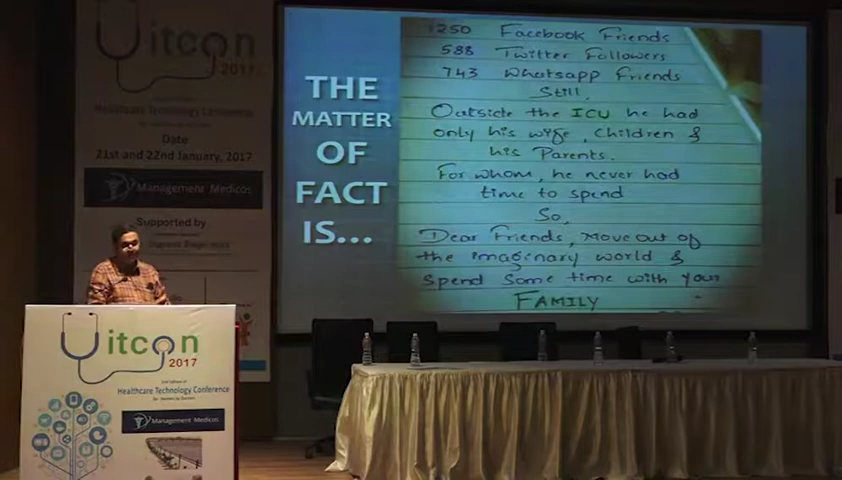 itcon
2017
Healthcare Technology Conference
Date
21st and 22nd January, 2017
Management Medicos
Supported by
THE
MATTER
OF
FACT
IS...
1250 Facebook Friends
588 Twitter Followers
743 Whatsapp Friends
Still,
Outside the ICU he had
only his wife, Children &
his Parents.
For whom, he never had
time to spend
So,
Dear Friends, Move out of
the imaginary world &
Spend Some time with your
FAMILY
itcon
2017
Healthcare Technology Conference
Management Medicos